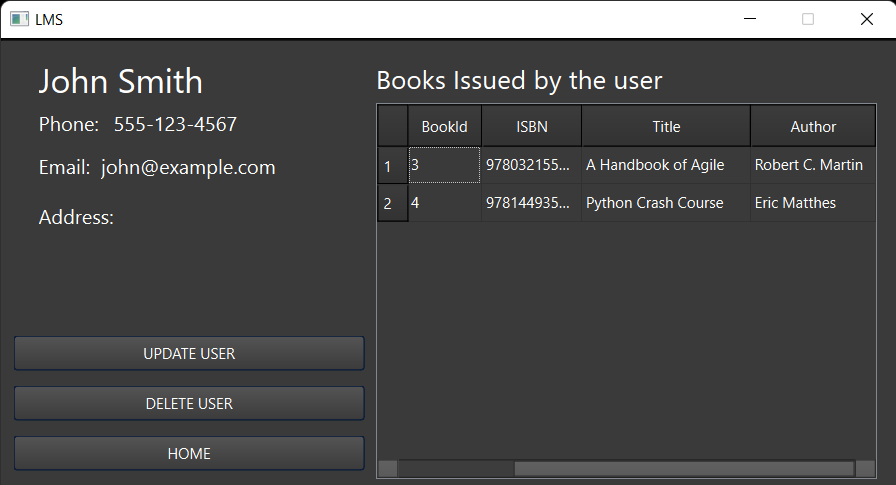 LMS
John Smith
Phone: 555-123-4567
Email: john@example.com
Address:
UPDATE USER
DELETE USER
HOME
Books Issued by the user
BookId ISBN Title Author
1 3 978032155... A Handbook of Agile Robert C. Martin
2 4 978144935... Python Crash Course Eric Matthes